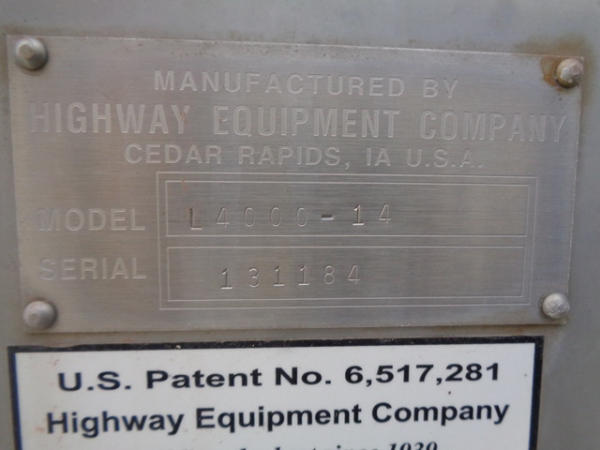 MANUFACTURED BY
HIGHWAY EQUIPMENT COMPANY
CEDAR RAPIDS, IA U.S.A.
MODEL L4000-14
SERIAL 131184
U.S. Patent No. 6,517,281
Highway Equipment Company